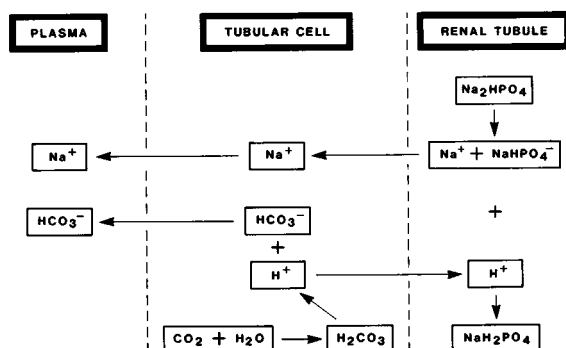 PLASMA TUBULAR CELL RENAL TUBULE
Na₂HPO₄
Na⁺ Na⁺ Na⁺ + NaHPO₄⁻
HCO₃⁻ HCO₃⁻ +
+
H⁺ H⁺
CO₂ + H₂O H₂CO₃ NaH₂PO₄